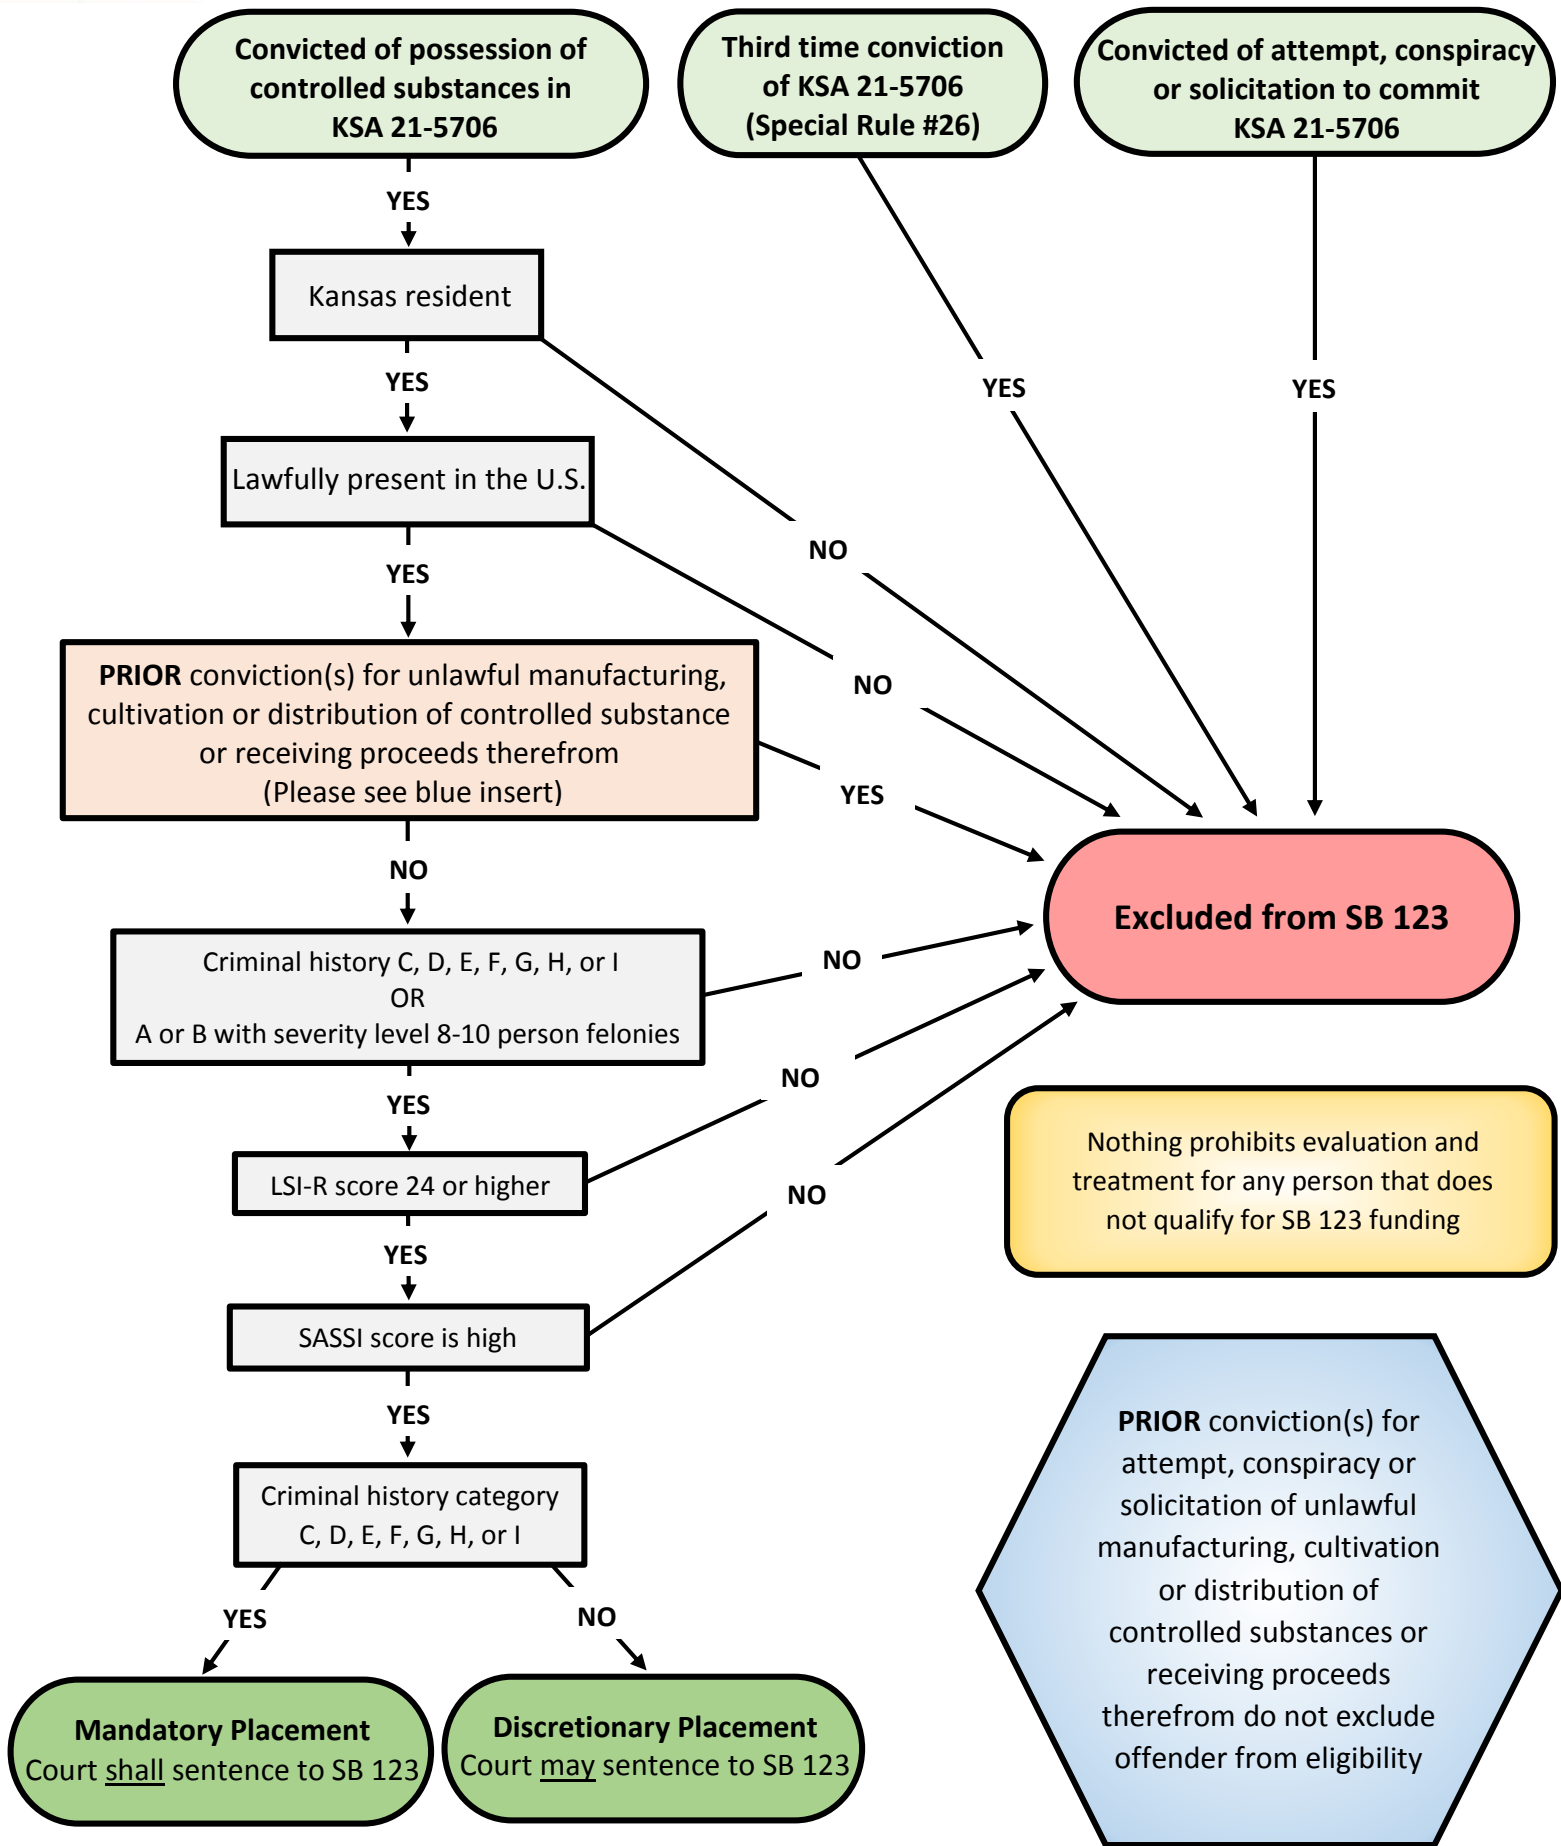 Convicted of possession of
controlled substances in
KSA 21-5706
Third time conviction
of KSA 21-5706
(Special Rule #26)
Convicted of attempt, conspiracy
or solicitation to commit
KSA 21-5706
YES
Kansas resident
YES
YES
YES
Lawfully present in the U.S.
NO
YES
PRIOR conviction(s) for unlawful manufacturing,
cultivation or distribution of controlled substance
or receiving proceeds therefrom
(Please see blue insert)
NO
YES
NO
Excluded from SB 123
Criminal history C, D, E, F, G, H, or I
OR
A or B with severity level 8-10 person felonies
NO
NO
YES
LSI-R score 24 or higher
NO
Nothing prohibits evaluation and
treatment for any person that does
not qualify for SB 123 funding
YES
SASSI score is high
YES
Criminal history category
C, D, E, F, G, H, or I
PRIOR conviction(s) for
attempt, conspiracy or
solicitation of unlawful
manufacturing, cultivation
or distribution of
controlled substances or
receiving proceeds
therefrom do not exclude
offender from eligibility
YES
NO
Mandatory Placement
Court shall sentence to SB 123
Discretionary Placement
Court may sentence to SB 123